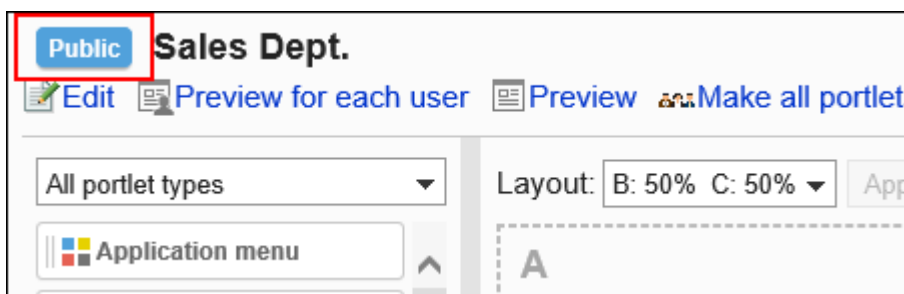 Public Sales Dept.
Edit Preview for each user Preview Make all portlet
All portlet types Layout: B: 50% C: 50% App
Application menu
A